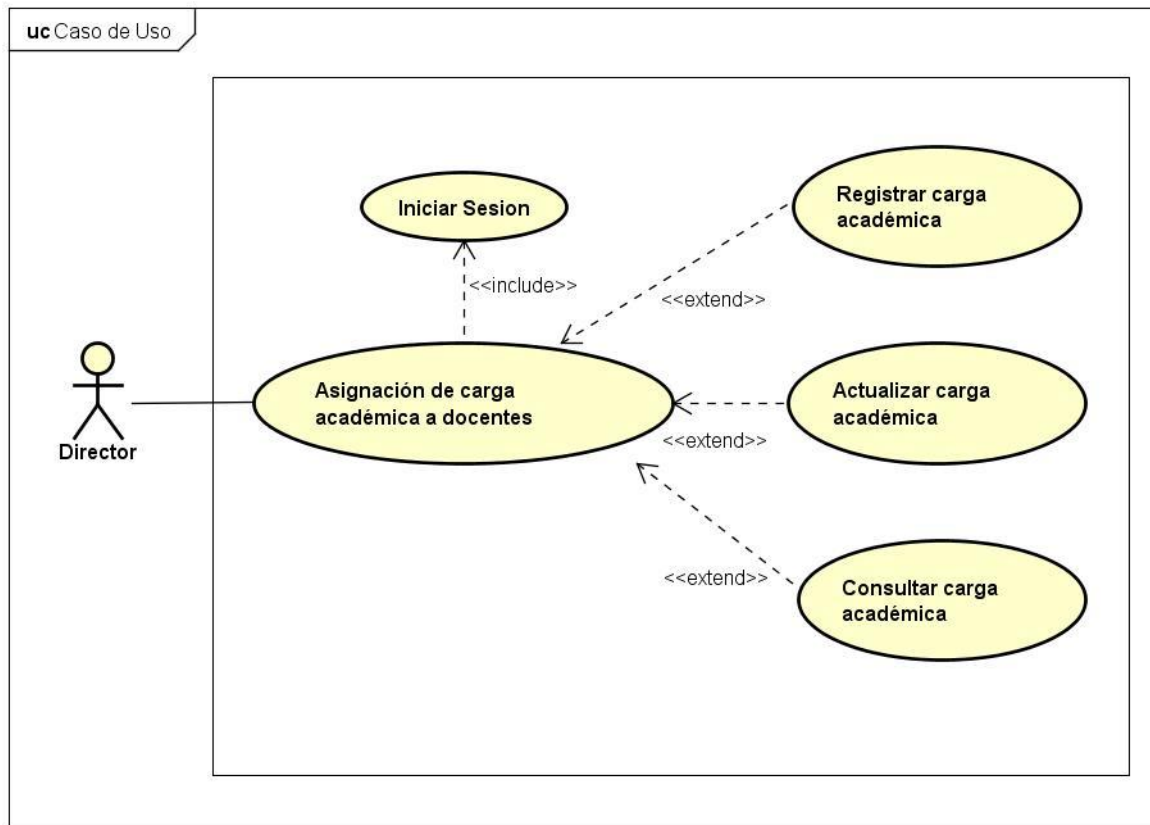 uc Caso de Uso
Iniciar Sesion
<<include>>
Registrar carga
académica
<<extend>>
Director
Asignación de carga
académica a docentes
Actualizar carga
académica
<<extend>>
Consultar carga
académica
<<extend>>